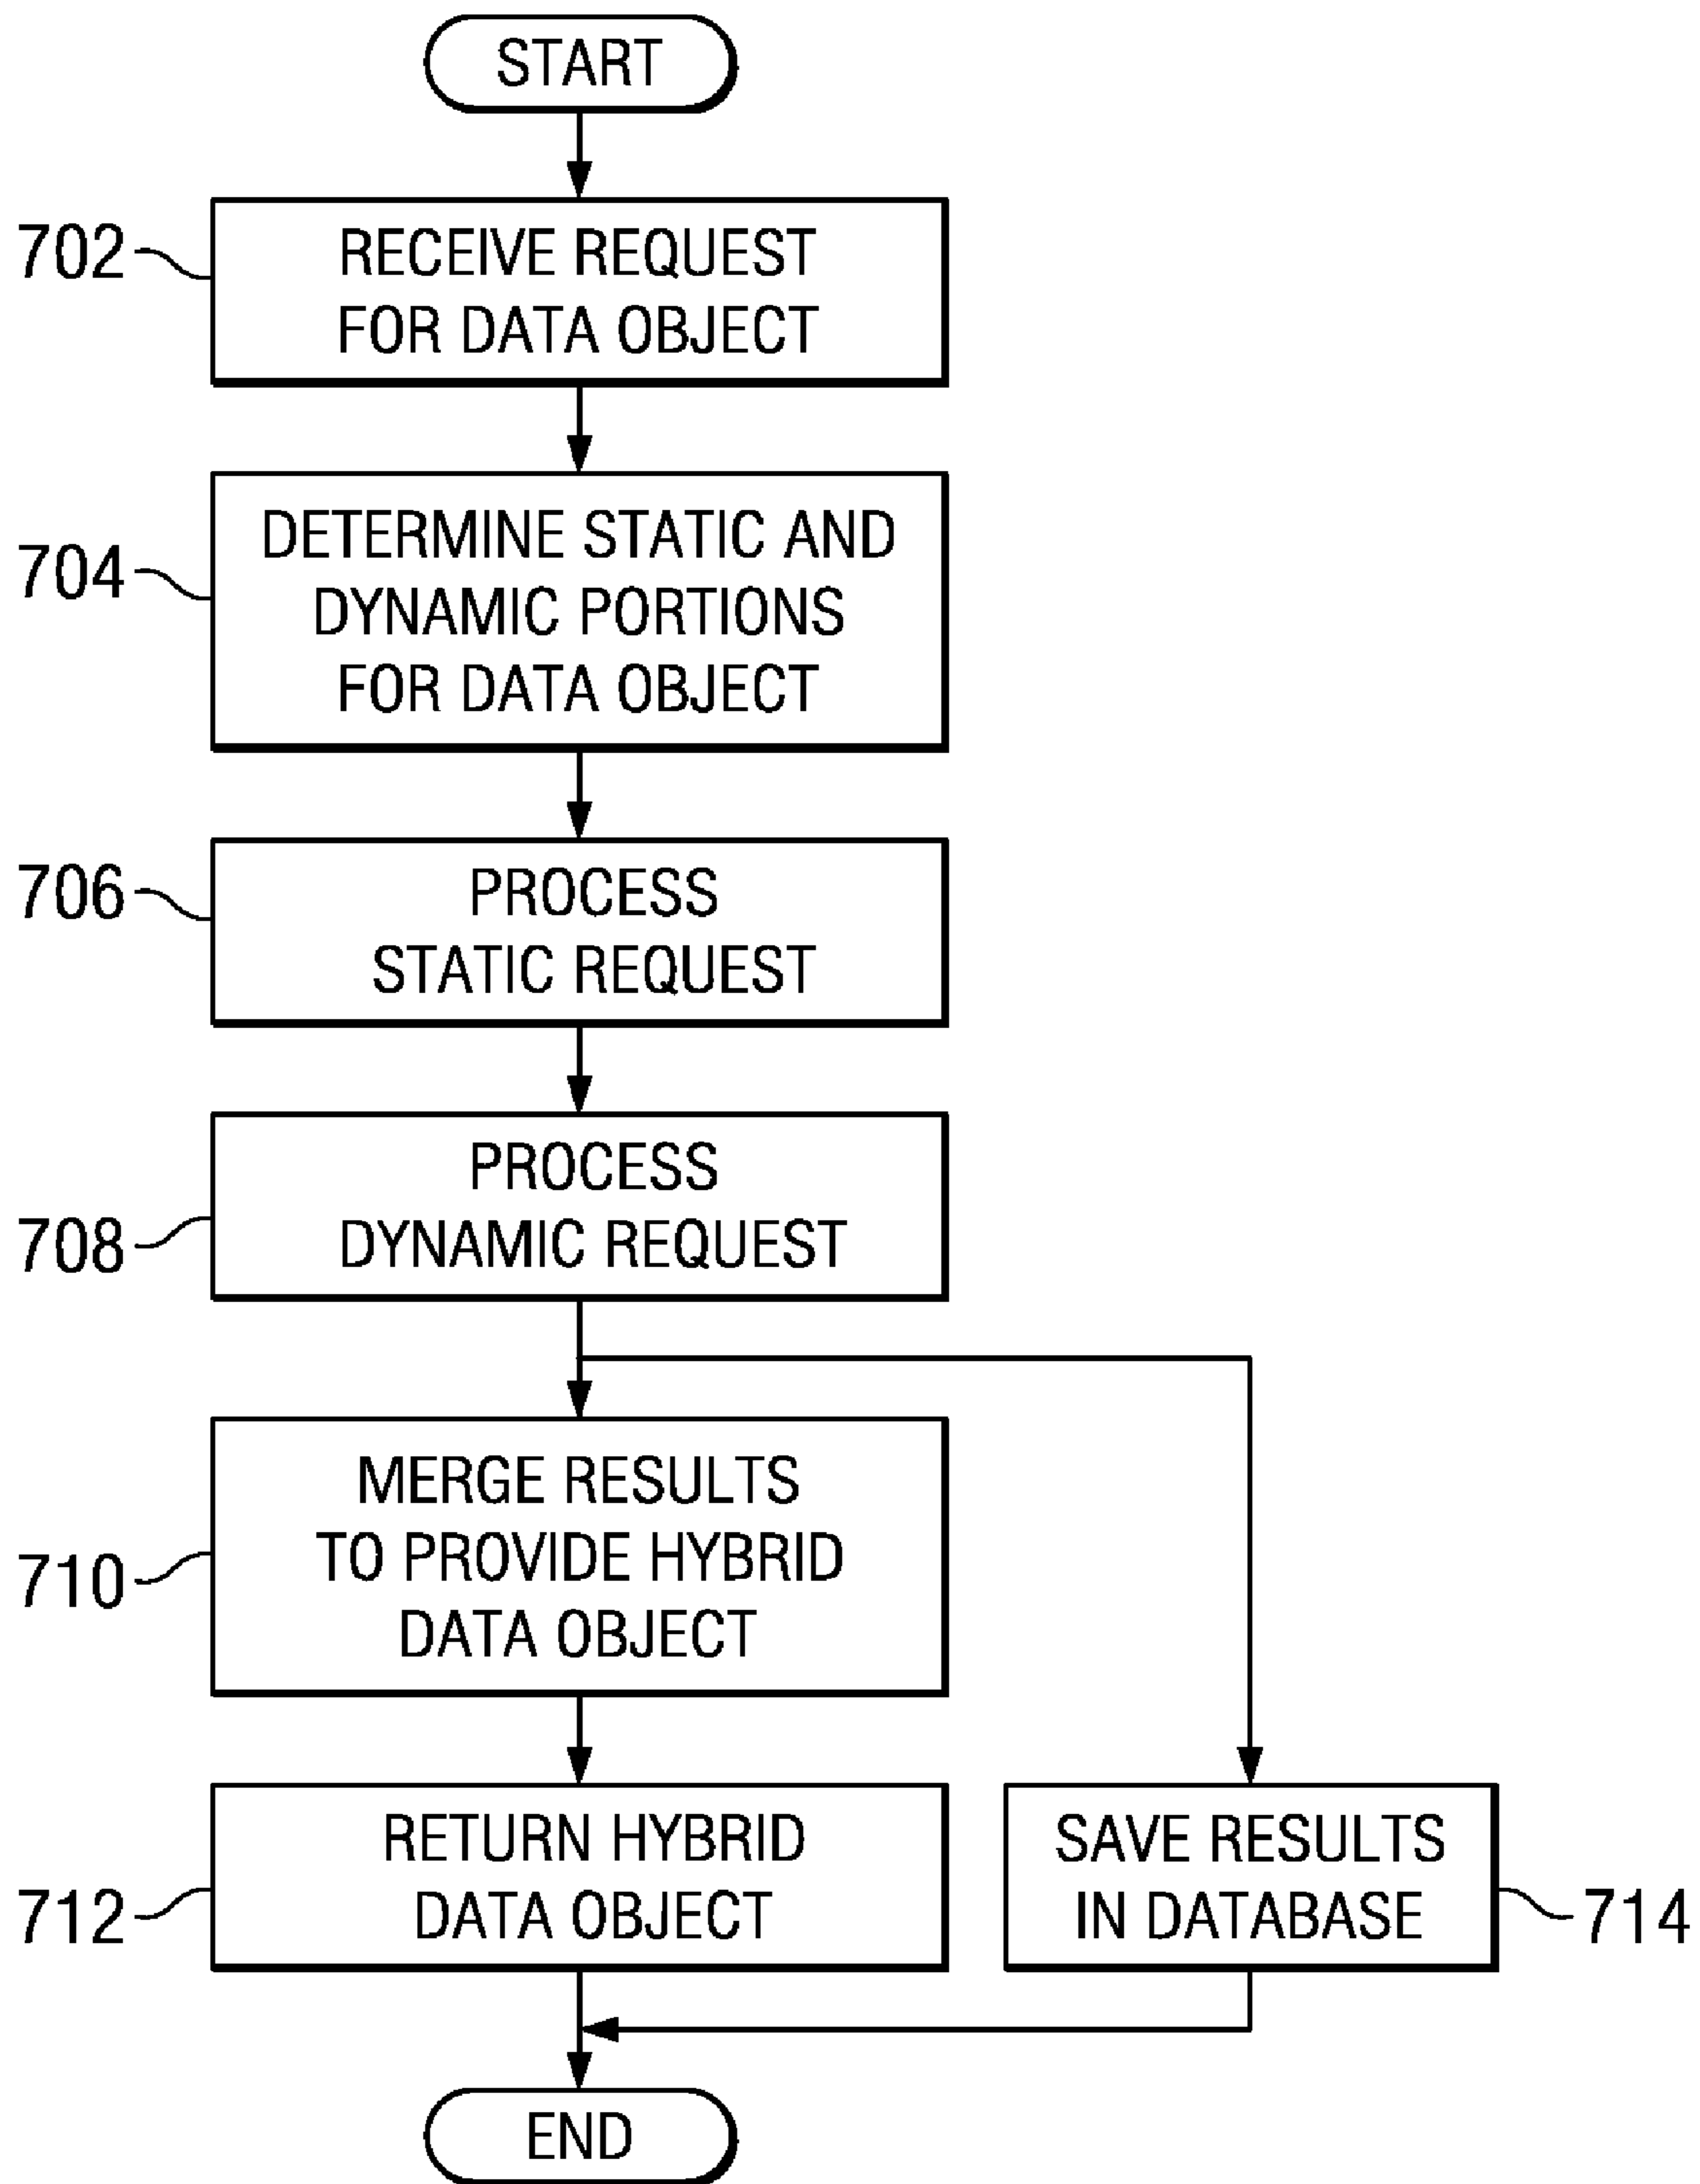 START
702
RECEIVE REQUEST
FOR DATA OBJECT
704
DETERMINE STATIC AND
DYNAMIC PORTIONS
FOR DATA OBJECT
706
PROCESS
STATIC REQUEST
708
PROCESS
DYNAMIC REQUEST
710
MERGE RESULTS
TO PROVIDE HYBRID
DATA OBJECT
712
RETURN HYBRID
DATA OBJECT
SAVE RESULTS
IN DATABASE
714
END